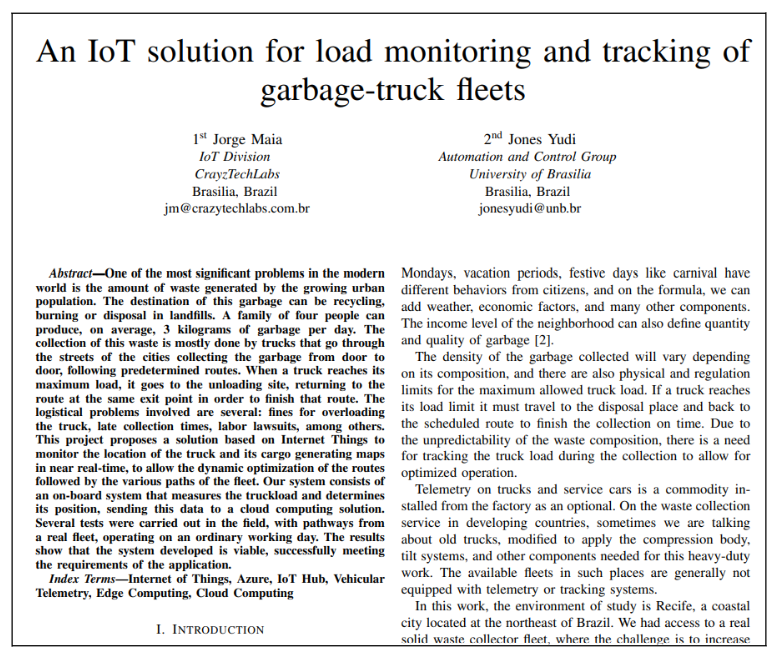 An IoT solution for load monitoring and tracking of
garbage-truck fleets
1st Jorge Maia
IoT Division
CrayzTechLabs
Brasilia, Brazil
jm@crazytechlabs.com.br
2nd Jones Yudi
Automation and Control Group
University of Brasilia
Brasilia, Brazil
jonesyudi@unb.br
Abstract—One of the most significant problems in the modern
world is the amount of waste generated by the growing urban
population. The destination of this garbage can be recycling,
burning or disposal in landfills. A family of four people can
produce, on average, 3 kilograms of garbage per day. The
collection of this waste is mostly done by trucks that go through
the streets of the cities collecting the garbage from door to
door, following predetermined routes. When a truck reaches its
maximum load, it goes to the unloading site, returning to the
route at the same exit point in order to finish that route. The
logistical problems involved are several: fines for overloading
the truck, late collection times, labor lawsuits, among others.
This project proposes a solution based on Internet Things to
monitor the location of the truck and its cargo generating maps
in near real-time, to allow the dynamic optimization of the routes
followed by the various paths of the fleet. Our system consists of
an on-board system that measures the truckload and determines
its position, sending this data to a cloud computing solution.
Several tests were carried out in the field, with pathways from
a real fleet, operating on an ordinary working day. The results
show that the system developed is viable, successfully meeting
the requirements of the application.
Index Terms—Internet of Things, Azure, IoT Hub, Vehicular
Telemetry, Edge Computing, Cloud Computing
I. INTRODUCTION
Mondays, vacation periods, festive days like carnival have
different behaviors from citizens, and on the formula, we can
add weather, economic factors, and many other components.
The income level of the neighborhood can also define quantity
and quality of garbage [2].
The density of the garbage collected will vary depending
on its composition, and there are also physical and regulation
limits for the maximum allowed truck load. If a truck reaches
its load limit it must travel to the disposal place and back to
the scheduled route to finish the collection on time. Due to
the unpredictability of the waste composition, there is a need
for tracking the truck load during the collection to allow for
optimized operation.
Telemetry on trucks and service cars is a commodity in-
stalled from the factory as an optional. On the waste collection
service in developing countries, sometimes we are talking
about old trucks, modified to apply the compression body,
tilt systems, and other components needed for this heavy-duty
work. The available fleets in such places are generally not
equipped with telemetry or tracking systems.
In this work, the environment of study is Recife, a coastal
city located at the northeast of Brazil. We had access to a real
solid waste collector fleet, where the challenge is to increase